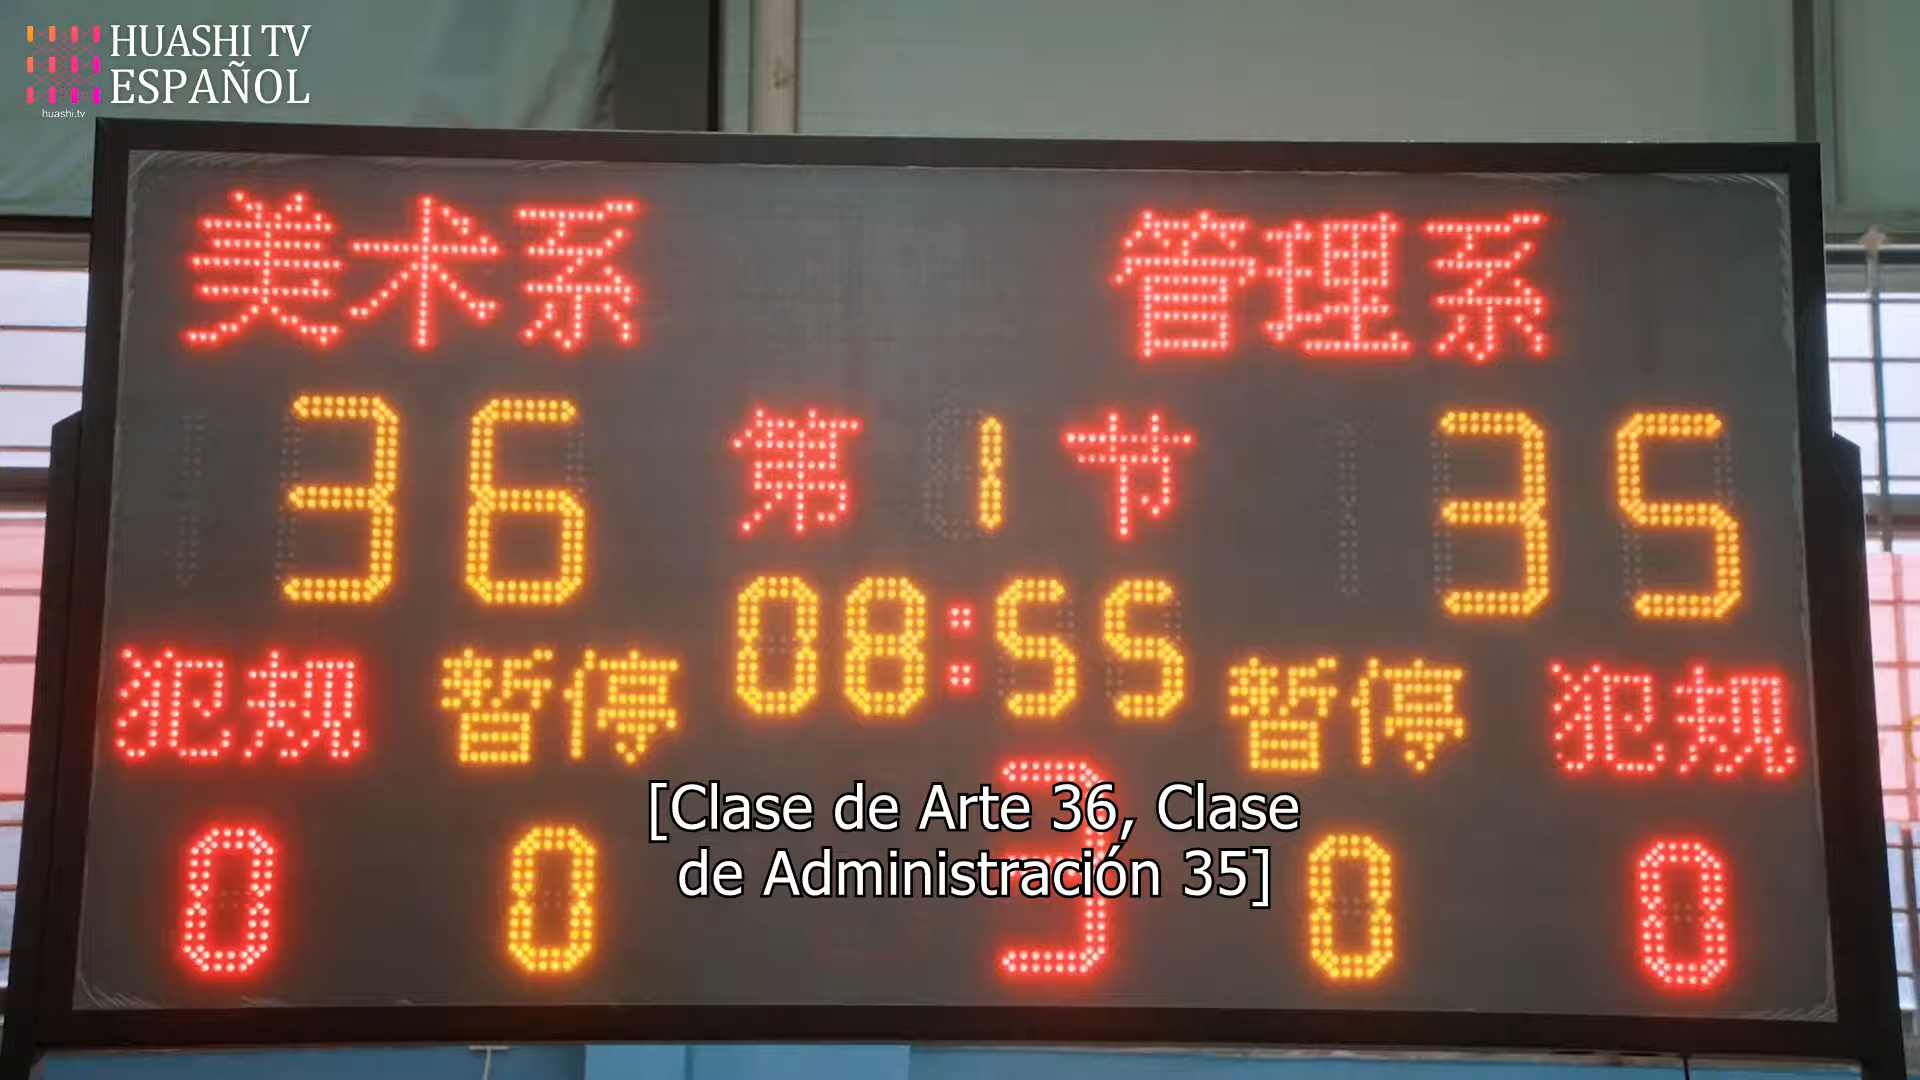 HUASHI TV
ESPAÑOL
huashi.tv
美术系 管理系
36 第 1 节 35
08:55
犯规 暂停 暂停 犯规
0 0 3 0 0
[Clase de Arte 36, Clase
de Administración 35]